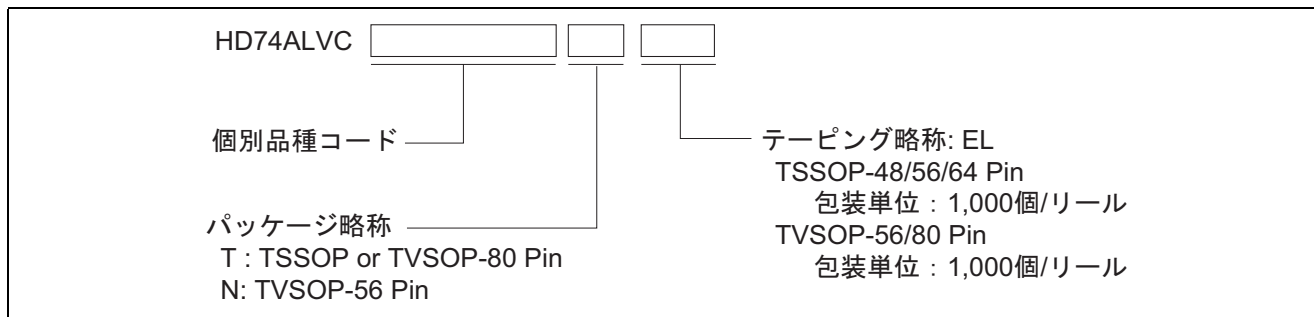 HD74ALVC
個別品種コード
パッケージ略称
T : TSSOP or TVSOP-80 Pin
N: TVSOP-56 Pin
テーピング略称: EL
TSSOP-48/56/64 Pin
包装単位：1,000個/リール
TVSOP-56/80 Pin
包装単位：1,000個/リール